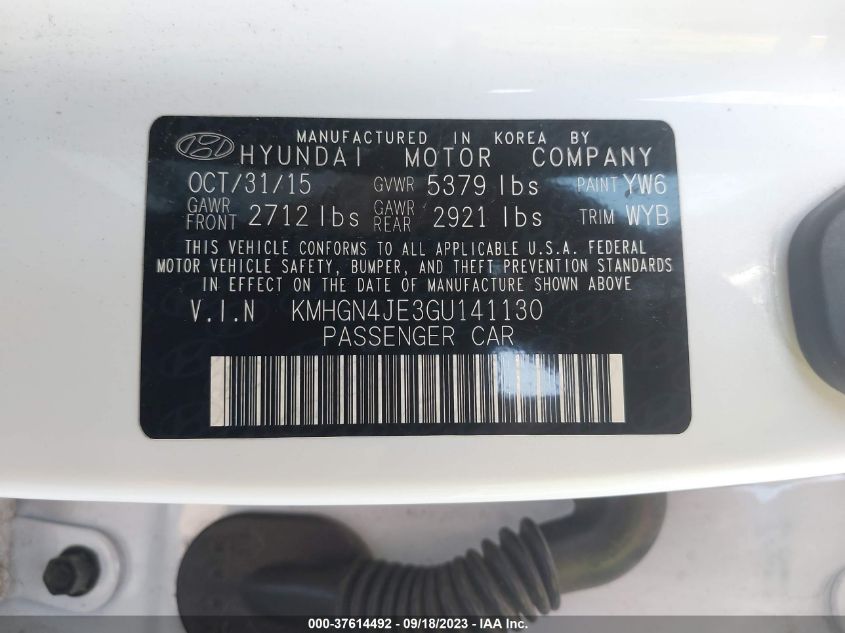 MANUFACTURED IN KOREA BY
HYUNDAI MOTOR COMPANY
OCT/31/15 GVWR 5379 lbs PAINT YW6
GAWR FRONT 2712 lbs GAWR REAR 2921 lbs TRIM WYB
THIS VEHICLE CONFORMS TO ALL APPLICABLE U.S.A. FEDERAL
MOTOR VEHICLE SAFETY, BUMPER, AND THEFT PREVENTION STANDARDS
IN EFFECT ON THE DATE OF MANUFACTURE SHOWN ABOVE
V.I.N KMHGN4JE3GU141130
PASSENGER CAR
000-37614492 - 09/18/2023 - IAA Inc.